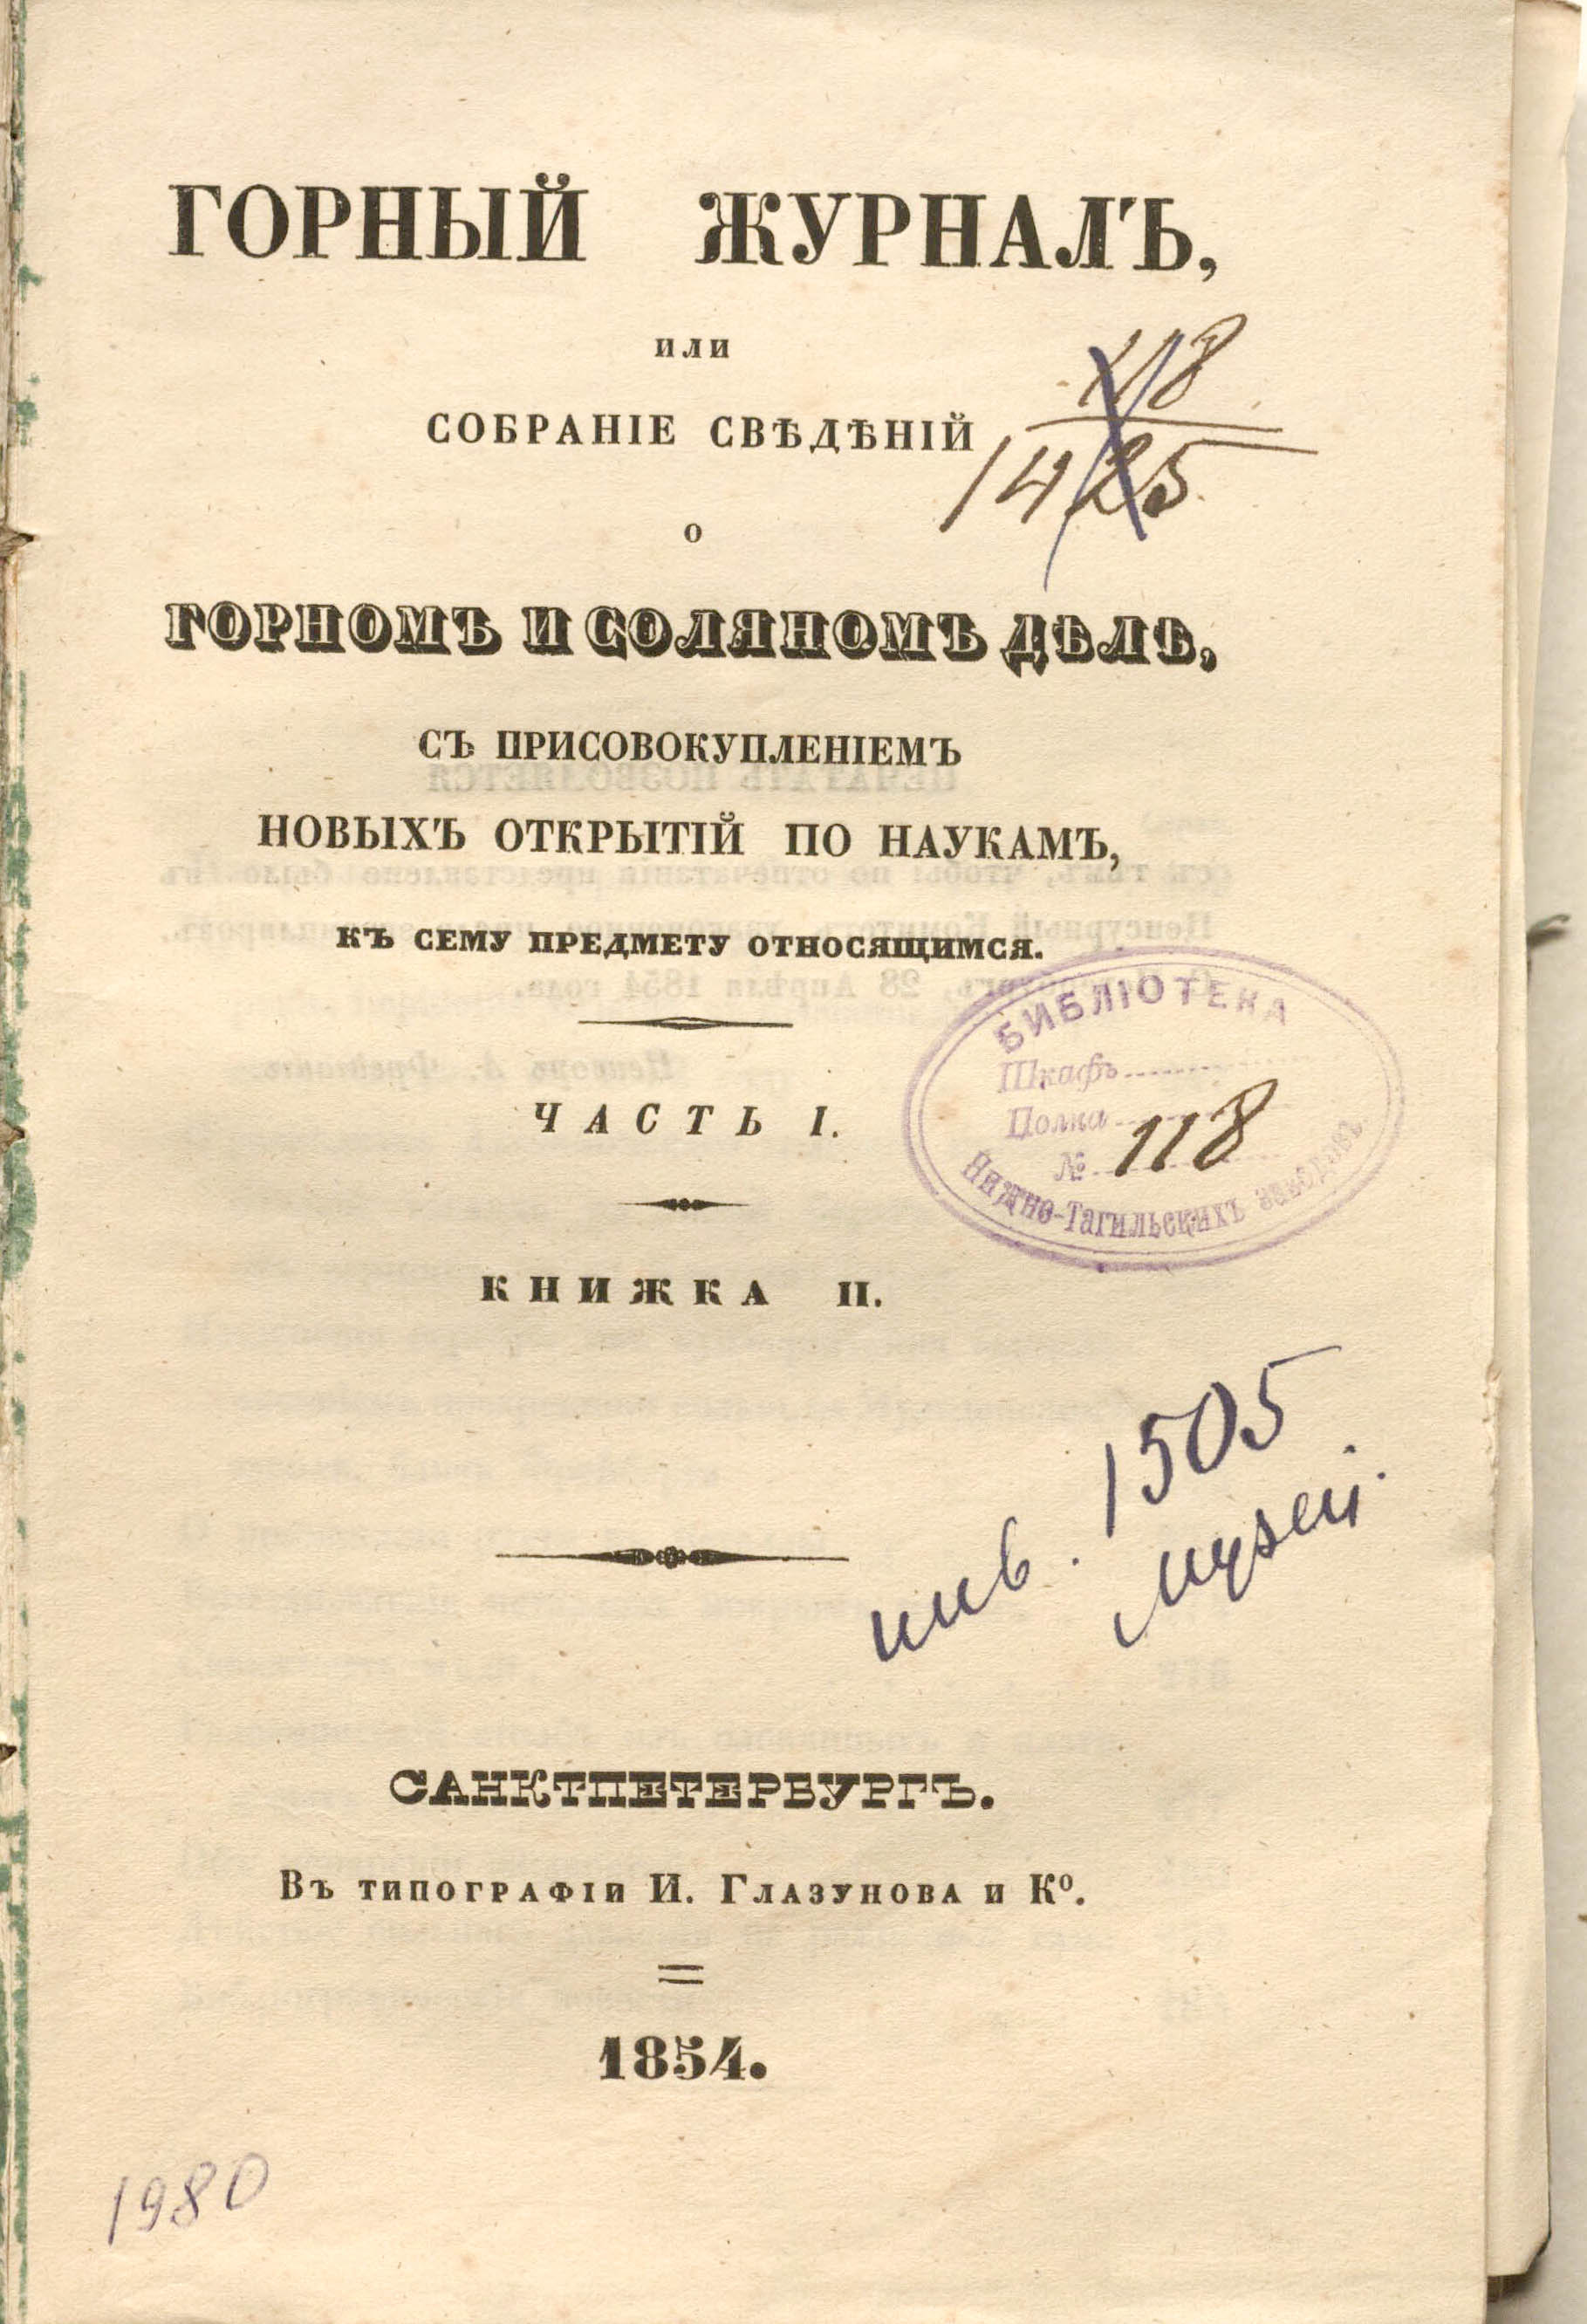 ГОРНЫЙ ЖУРНАЛЪ,
или
СОБРАНІЕ СВѢДѢНІЙ
118
1425
о
ГОРНОМЪ И СОЛЯНОМЪ ДѢЛѢ,
СЪ ПРИСОВОКУПЛЕНІЕМЪ
НОВЫХЪ ОТКРЫТІЙ ПО НАУКАМЪ,
КЪ СЕМУ ПРЕДМЕТУ ОТНОСЯЩИМСЯ.
БИБЛІОТЕКА
Шкафъ
Полка
№ 118
Нижне-Тагильскихъ заводовъ
ЧАСТЬ I.
КНИЖКА II.
инв. 1505
музей.
САНКТПЕТЕРБУРГЪ.
Въ типографіи И. Глазунова и Кº.
1854.
1980